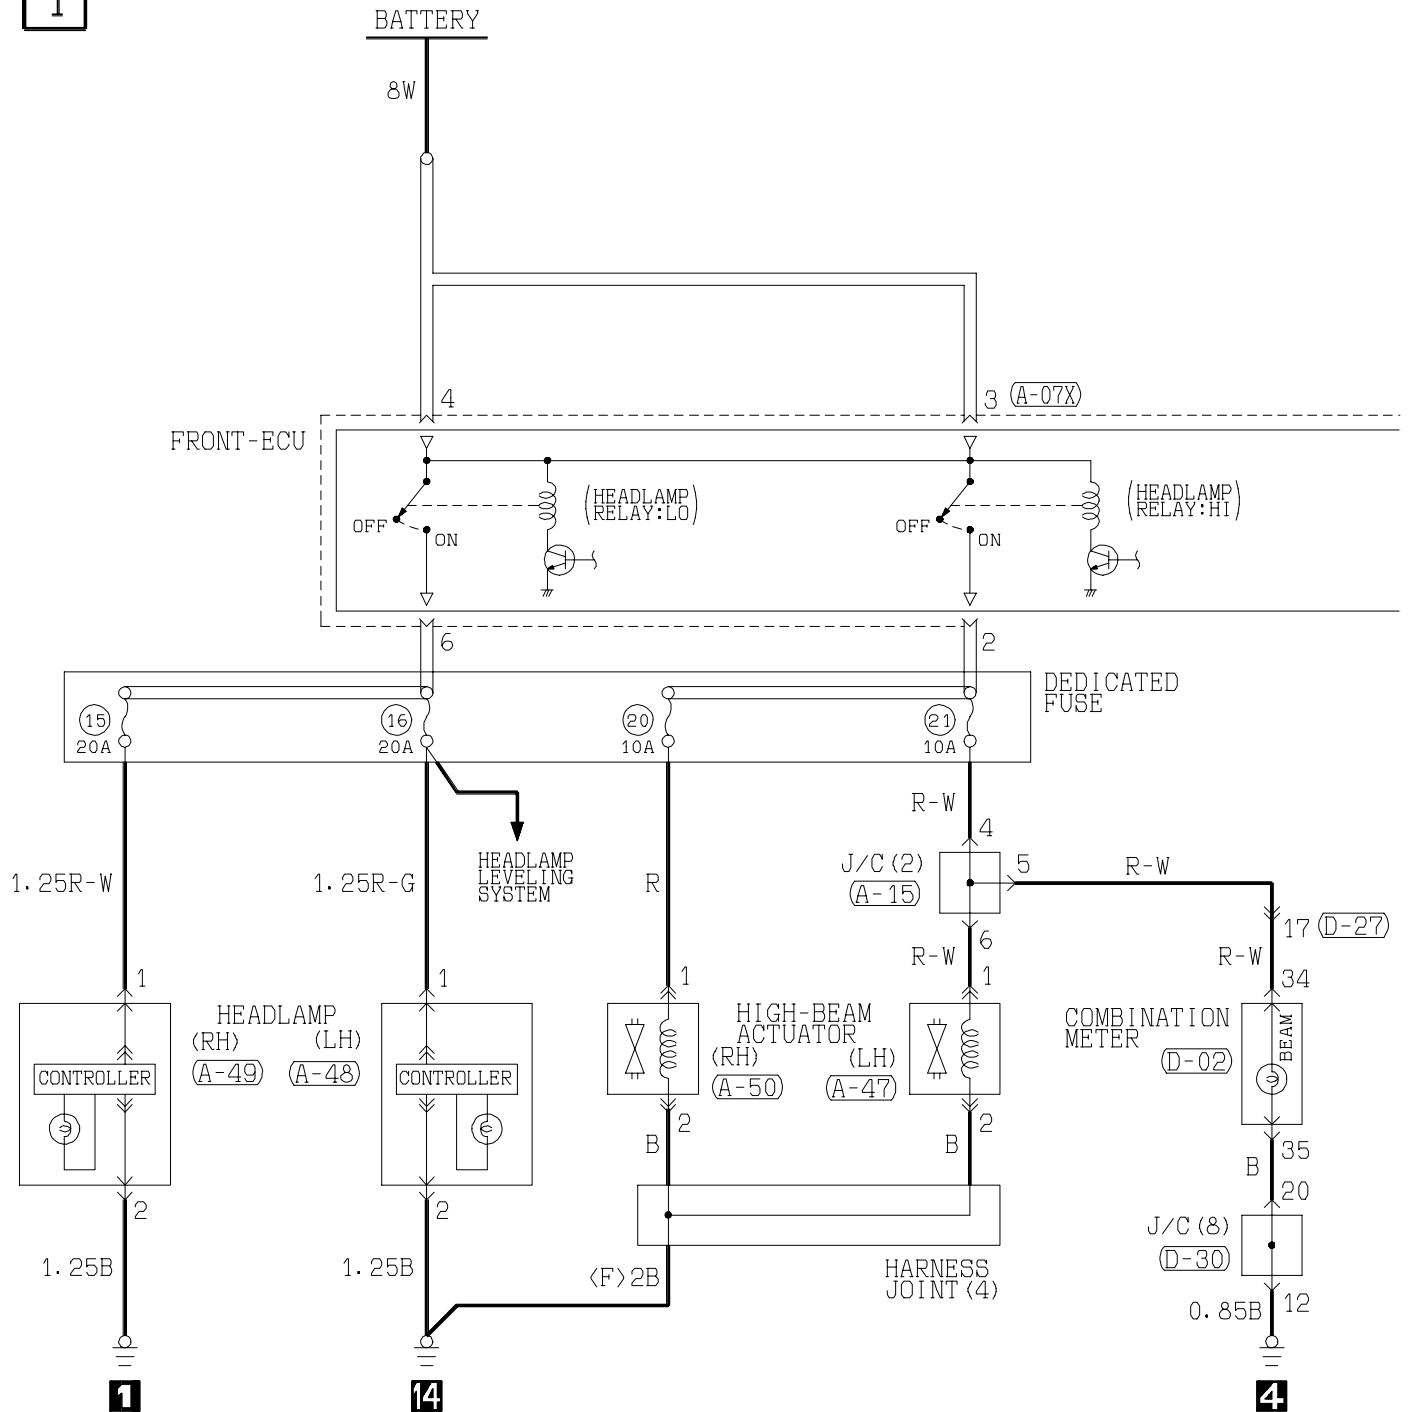 1
BATTERY
8W
4
3 (A-07X)
FRONT-ECU
(HEADLAMP
RELAY:LO)
(HEADLAMP
RELAY:HI)
OFF
ON
OFF
ON
6
2
DEDICATED
FUSE
15
20A
16
20A
20
10A
21
10A
R-W
4
HEADLAMP
LEVELING
SYSTEM
J/C(2)
(A-15)
5
R-W
1.25R-W
1.25R-G
R
6
17 (D-27)
R-W
R-W
1
1
1
1
34
HEADLAMP
(RH)
(LH)
(A-49)
(A-48)
CONTROLLER
CONTROLLER
HIGH-BEAM
ACTUATOR
(RH)
(LH)
(A-50)
(A-47)
COMBINATION
METER
(D-02)
BEAM
2
2
B
B
35
B
20
2
2
J/C(8)
(D-30)
1.25B
1.25B
<F>2B
HARNESS
JOINT(4)
12
0.85B
1
14
4